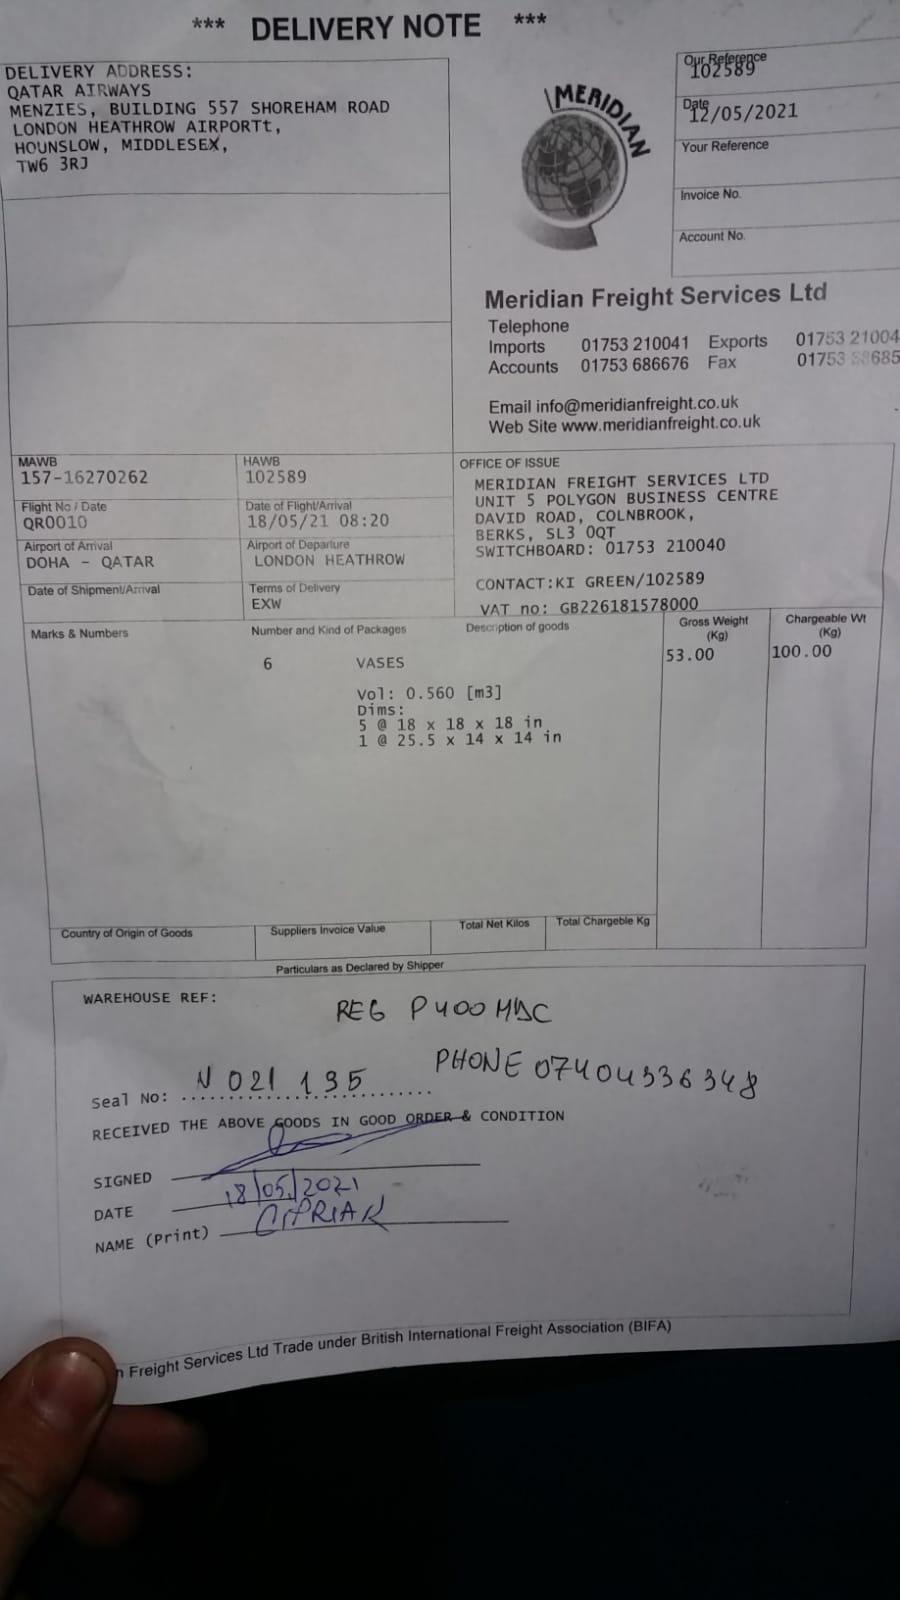 *** DELIVERY NOTE ***
DELIVERY ADDRESS:
QATAR AIRWAYS
MENZIES, BUILDING 557 SHOREHAM ROAD
LONDON HEATHROW AIRPORTt,
HOUNSLOW, MIDDLESEX,
TW6 3RJ
MERIDIAN
Our Reference
102589
Date
12/05/2021
Your Reference
Invoice No.
Account No.
Meridian Freight Services Ltd
Telephone
Imports 01753 210041 Exports 01753 21004
Accounts 01753 686676 Fax 01753 68685
Email info@meridianfreight.co.uk
Web Site www.meridianfreight.co.uk
MAWB
157-16270262
HAWB
102589
Flight No / Date
QR0010
Date of Flight/Arrival
18/05/21 08:20
Airport of Arrival
DOHA - QATAR
Airport of Departure
LONDON HEATHROW
Date of Shipment/Arrival
Terms of Delivery
EXW
OFFICE OF ISSUE
MERIDIAN FREIGHT SERVICES LTD
UNIT 5 POLYGON BUSINESS CENTRE
DAVID ROAD, COLNBROOK,
BERKS, SL3 0QT
SWITCHBOARD: 01753 210040
CONTACT:KI GREEN/102589
VAT no: GB226181578000
Marks & Numbers Number and Kind of Packages Description of goods Gross Weight (Kg) Chargeable Wt (Kg)
6 VASES 53.00 100.00
Vol: 0.560 [m3]
Dims:
5 @ 18 x 18 x 18 in
1 @ 25.5 x 14 x 14 in
Country of Origin of Goods Suppliers Invoice Value Total Net Kilos Total Chargeble Kg
Particulars as Declared by Shipper
WAREHOUSE REF:
REG P400MDC
PHONE 07404336348
Seal No: N 021 195
RECEIVED THE ABOVE GOODS IN GOOD ORDER & CONDITION
SIGNED
DATE 18/05/2021
NAME (Print) CIPRIAN
n Freight Services Ltd Trade under British International Freight Association (BIFA)